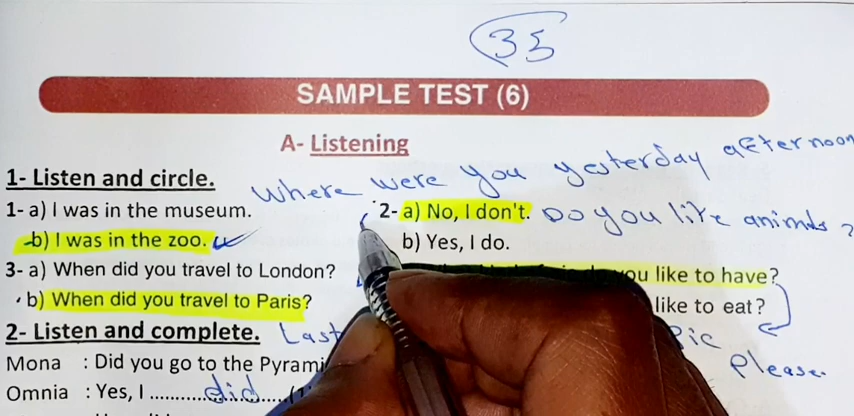 35
SAMPLE TEST (6)
A- Listening
where were you yesterday afternoon
1- Listen and circle.
1- a) I was in the museum.
b) I was in the zoo.
2- a) No, I don't. Do you like animals ?
b) Yes, I do.
3- a) When did you travel to London?
b) When did you travel to Paris?
you like to have?
like to eat?
2- Listen and complete. Last
Please.
Mona : Did you go to the Pyrami
Omnia : Yes, I ..........did....(1